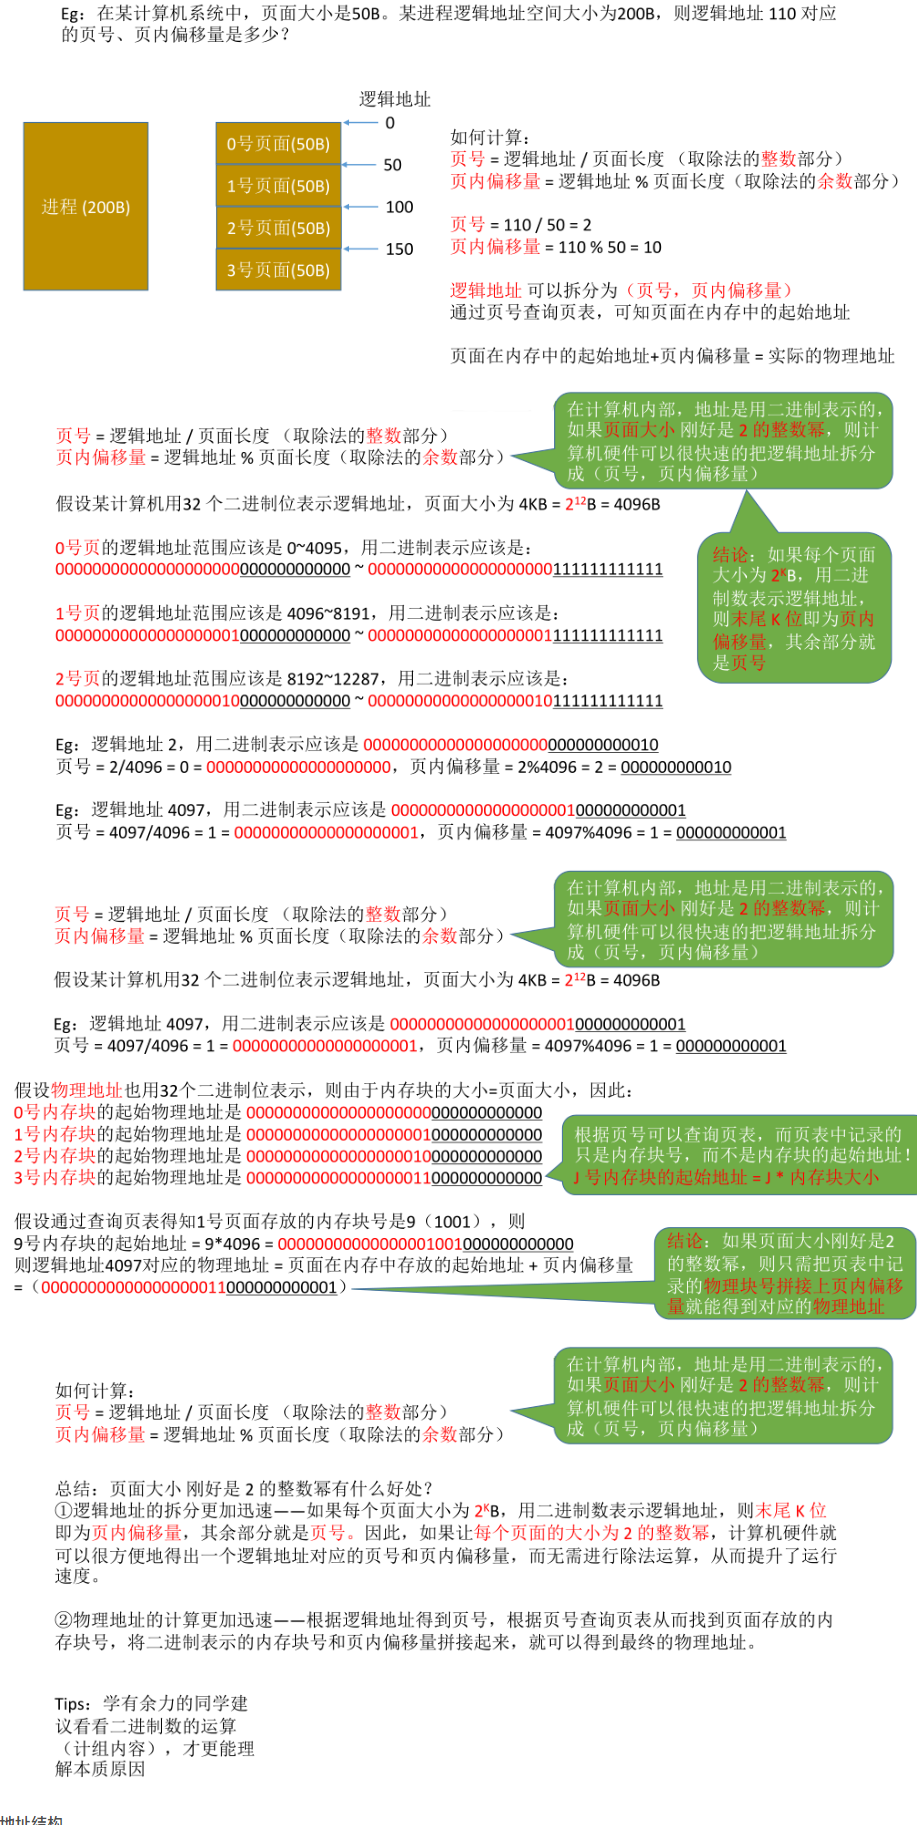 Eg：在某计算机系统中，页面大小是50B。某进程逻辑地址空间大小为200B，则逻辑地址 110 对应
的页号、页内偏移量是多少？
逻辑地址
进程 (200B)
0号页面(50B)
1号页面(50B)
2号页面(50B)
3号页面(50B)
0
50
100
150
如何计算：
页号 = 逻辑地址 / 页面长度 （取除法的整数部分）
页内偏移量 = 逻辑地址 % 页面长度（取除法的余数部分）
页号 = 110 / 50 = 2
页内偏移量 = 110 % 50 = 10
逻辑地址 可以拆分为（页号，页内偏移量）
通过页号查询页表，可知页面在内存中的起始地址
页面在内存中的起始地址+页内偏移量 = 实际的物理地址
页号 = 逻辑地址 / 页面长度 （取除法的整数部分）
页内偏移量 = 逻辑地址 % 页面长度（取除法的余数部分）
在计算机内部，地址是用二进制表示的，
如果页面大小 刚好是 2 的整数幂，则计
算机硬件可以很快速的把逻辑地址拆分
成（页号，页内偏移量）
假设某计算机用32 个二进制位表示逻辑地址，页面大小为 4KB = 2¹²B = 4096B
0号页的逻辑地址范围应该是 0~4095，用二进制表示应该是：
00000000000000000000000000000000 ~ 00000000000000000000111111111111
1号页的逻辑地址范围应该是 4096~8191，用二进制表示应该是：
00000000000000000001000000000000 ~ 00000000000000000001111111111111
2号页的逻辑地址范围应该是 8192~12287，用二进制表示应该是：
00000000000000000010000000000000 ~ 00000000000000000010111111111111
结论：如果每个页面
大小为 2ᴷB，用二进
制数表示逻辑地址，
则末尾 K 位即为页内
偏移量，其余部分就
是页号
Eg：逻辑地址 2，用二进制表示应该是 00000000000000000000000000000010
页号 = 2/4096 = 0 = 00000000000000000000，页内偏移量 = 2%4096 = 2 = 000000000010
Eg：逻辑地址 4097，用二进制表示应该是 00000000000000000001000000000001
页号 = 4097/4096 = 1 = 00000000000000000001，页内偏移量 = 4097%4096 = 1 = 000000000001
页号 = 逻辑地址 / 页面长度 （取除法的整数部分）
页内偏移量 = 逻辑地址 % 页面长度（取除法的余数部分）
在计算机内部，地址是用二进制表示的，
如果页面大小 刚好是 2 的整数幂，则计
算机硬件可以很快速的把逻辑地址拆分
成（页号，页内偏移量）
假设某计算机用32 个二进制位表示逻辑地址，页面大小为 4KB = 2¹²B = 4096B
Eg：逻辑地址 4097，用二进制表示应该是 00000000000000000001000000000001
页号 = 4097/4096 = 1 = 00000000000000000001，页内偏移量 = 4097%4096 = 1 = 000000000001
假设物理地址也用32个二进制位表示，则由于内存块的大小=页面大小，因此：
0号内存块的起始物理地址是 00000000000000000000000000000000
1号内存块的起始物理地址是 00000000000000000001000000000000
2号内存块的起始物理地址是 00000000000000000010000000000000
3号内存块的起始物理地址是 00000000000000000011000000000000
根据页号可以查询页表，而页表中记录的
只是内存块号，而不是内存块的起始地址！
J 号内存块的起始地址 = J * 内存块大小
假设通过查询页表得知1号页面存放的内存块号是9（1001），则
9号内存块的起始地址 = 9*4096 = 00000000000000001001000000000000
则逻辑地址4097对应的物理地址 = 页面在内存中存放的起始地址 + 页内偏移量
=（00000000000000000011000000000001）
结论：如果页面大小刚好是2
的整数幂，则只需把页表中记
录的物理块号拼接上页内偏移
量就能得到对应的物理地址
如何计算：
页号 = 逻辑地址 / 页面长度 （取除法的整数部分）
页内偏移量 = 逻辑地址 % 页面长度（取除法的余数部分）
在计算机内部，地址是用二进制表示的，
如果页面大小 刚好是 2 的整数幂，则计
算机硬件可以很快速的把逻辑地址拆分
成（页号，页内偏移量）
总结：页面大小 刚好是 2 的整数幂有什么好处？
①逻辑地址的拆分更加迅速——如果每个页面大小为 2ᴷB，用二进制数表示逻辑地址，则末尾 K 位
即为页内偏移量，其余部分就是页号。因此，如果让每个页面的大小为 2 的整数幂，计算机硬件就
可以很方便地得出一个逻辑地址对应的页号和页内偏移量，而无需进行除法运算，从而提升了运行
速度。
②物理地址的计算更加迅速——根据逻辑地址得到页号，根据页号查询页表从而找到页面存放的内
存块号，将二进制表示的内存块号和页内偏移量拼接起来，就可以得到最终的物理地址。
Tips：学有余力的同学建
议看看二进制数的运算
（计组内容），才更能理
解本质原因
地址结构